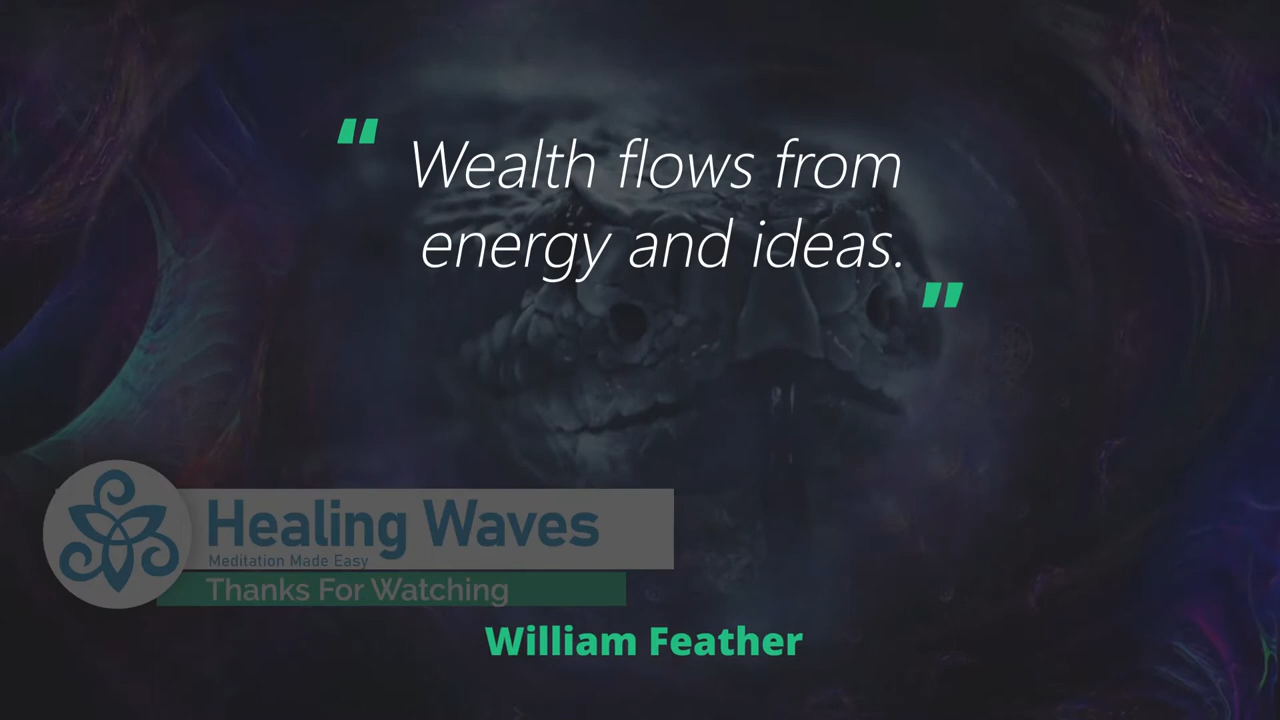 " Wealth flows from
energy and ideas. "
Healing Waves
Meditation Made Easy
Thanks For Watching
William Feather